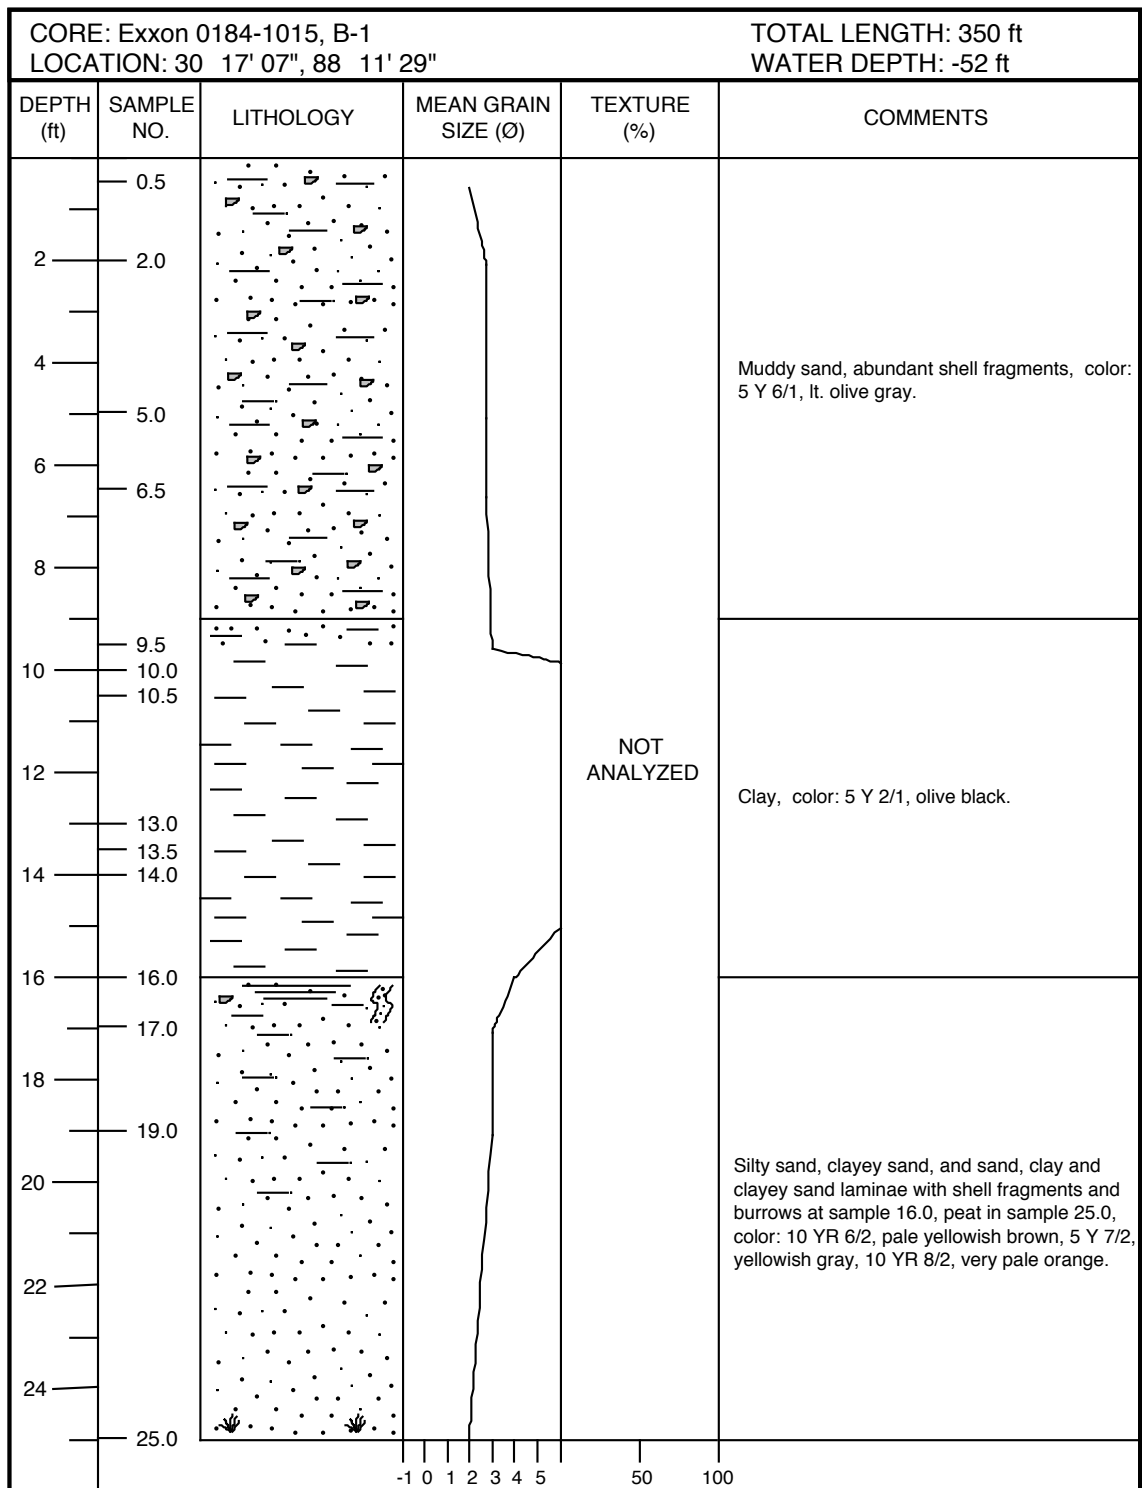 CORE: Exxon 0184-1015, B-1
TOTAL LENGTH: 350 ft
LOCATION: 30 17' 07", 88 11' 29"
WATER DEPTH: -52 ft
DEPTH (ft)
SAMPLE NO.
LITHOLOGY
MEAN GRAIN SIZE (Ø)
TEXTURE (%)
COMMENTS
0.5
2
2.0
4
5.0
6
6.5
8
9.5
10
10.0
10.5
12
13.0
13.5
14
14.0
16
16.0
17.0
18
19.0
20
22
24
25.0
NOT
ANALYZED
Muddy sand, abundant shell fragments, color:
5 Y 6/1, lt. olive gray.
Clay, color: 5 Y 2/1, olive black.
Silty sand, clayey sand, and sand, clay and
clayey sand laminae with shell fragments and
burrows at sample 16.0, peat in sample 25.0,
color: 10 YR 6/2, pale yellowish brown, 5 Y 7/2,
yellowish gray, 10 YR 8/2, very pale orange.
-1 0 1 2 3 4 5
50 100